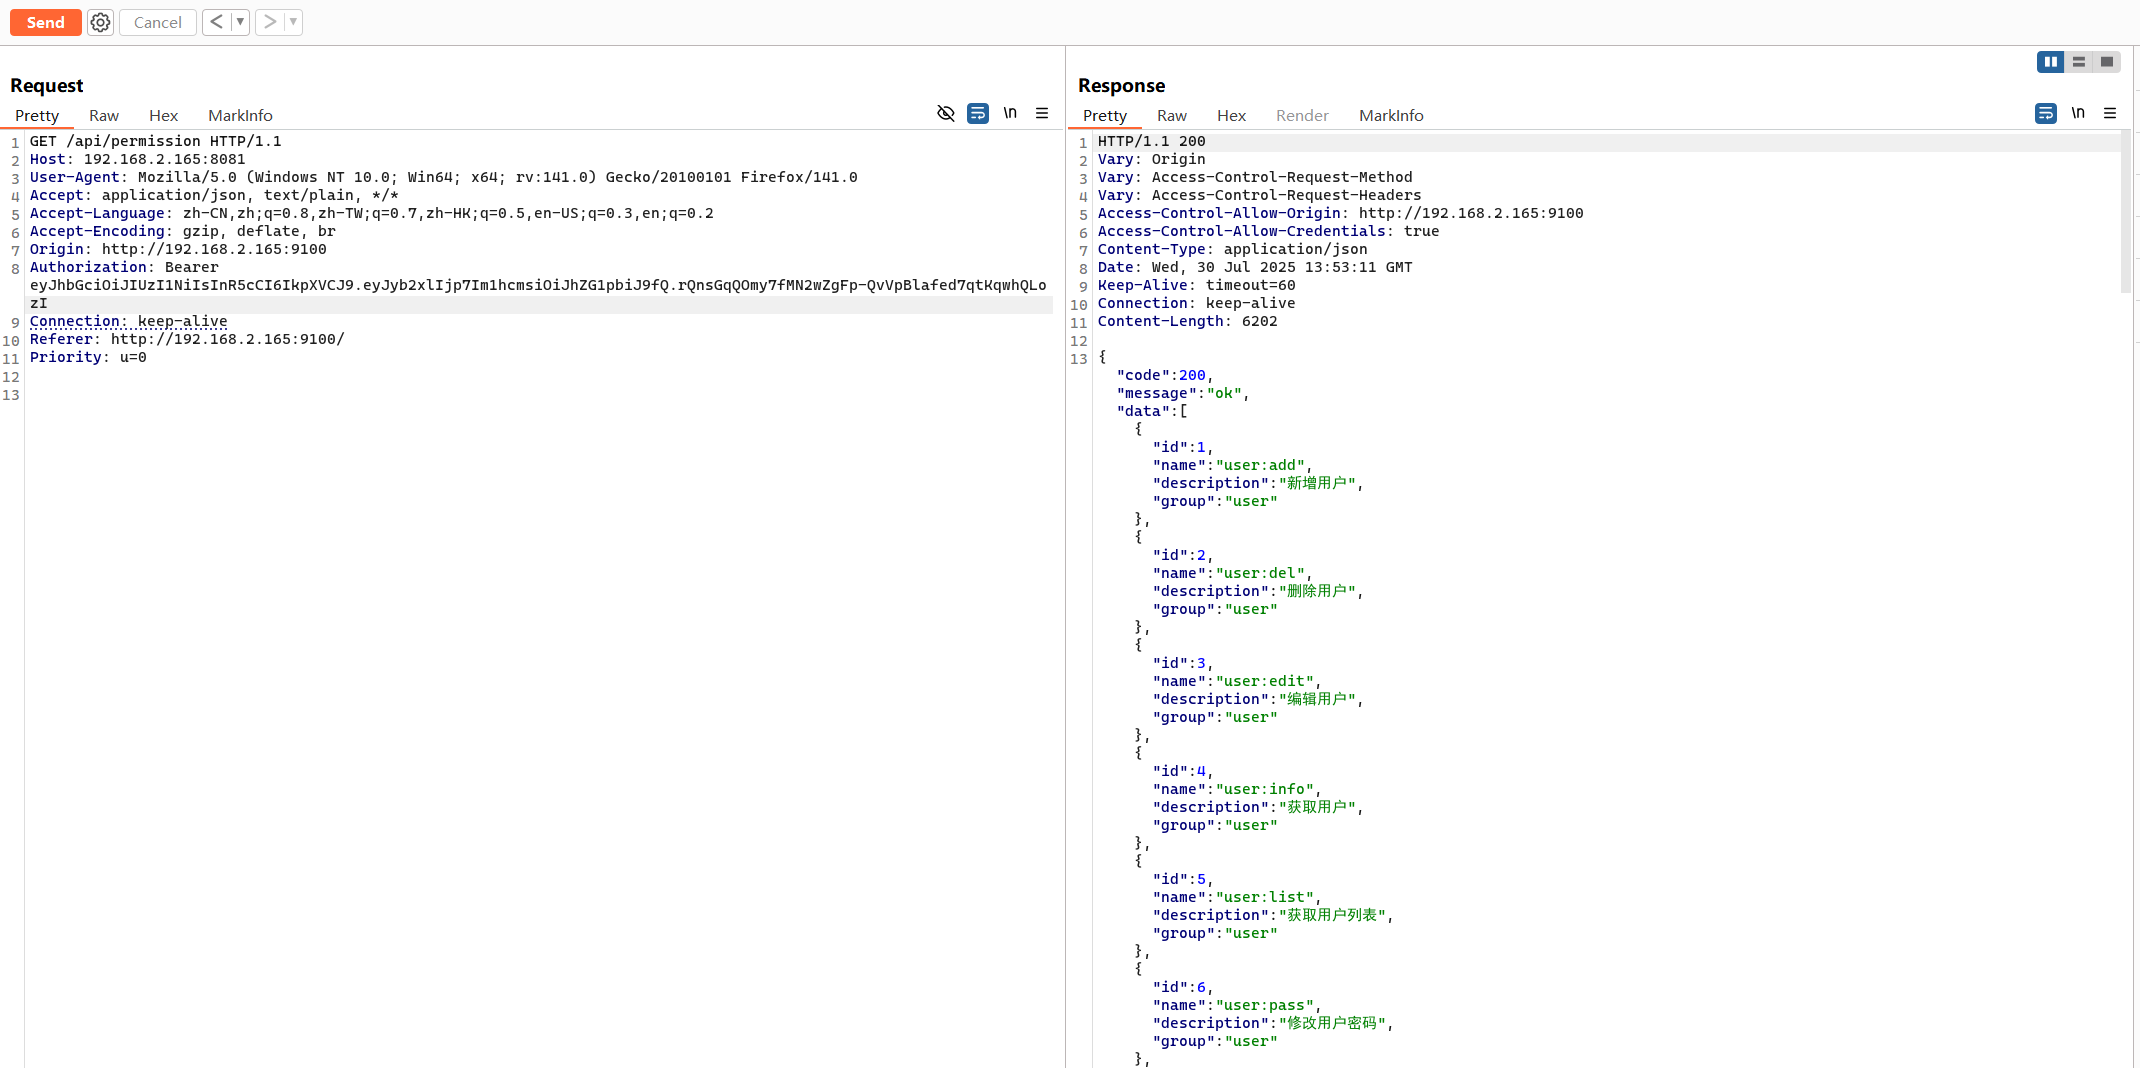 Send Cancel < ▼ > ▼
Request
Pretty Raw Hex MarkInfo \n
1 GET /api/permission HTTP/1.1
2 Host: 192.168.2.165:8081
3 User-Agent: Mozilla/5.0 (Windows NT 10.0; Win64; x64; rv:141.0) Gecko/20100101 Firefox/141.0
4 Accept: application/json, text/plain, */*
5 Accept-Language: zh-CN,zh;q=0.8,zh-TW;q=0.7,zh-HK;q=0.5,en-US;q=0.3,en;q=0.2
6 Accept-Encoding: gzip, deflate, br
7 Origin: http://192.168.2.165:9100
8 Authorization: Bearer
eyJhbGciOiJIUzI1NiIsInR5cCI6IkpXVCJ9.eyJyb2xlIjp7Im1hcmsiOiJhZG1pbiJ9fQ.rQnsGqQOmy7fMN2wZgFp-QvVpBlafed7qtKqwhQLo
zI
9 Connection: keep-alive
10 Referer: http://192.168.2.165:9100/
11 Priority: u=0
12
13
Response
Pretty Raw Hex Render MarkInfo \n
1 HTTP/1.1 200
2 Vary: Origin
3 Vary: Access-Control-Request-Method
4 Vary: Access-Control-Request-Headers
5 Access-Control-Allow-Origin: http://192.168.2.165:9100
6 Access-Control-Allow-Credentials: true
7 Content-Type: application/json
8 Date: Wed, 30 Jul 2025 13:53:11 GMT
9 Keep-Alive: timeout=60
10 Connection: keep-alive
11 Content-Length: 6202
12
13 {
"code":200,
"message":"ok",
"data":[
{
"id":1,
"name":"user:add",
"description":"新增用户",
"group":"user"
},
{
"id":2,
"name":"user:del",
"description":"删除用户",
"group":"user"
},
{
"id":3,
"name":"user:edit",
"description":"编辑用户",
"group":"user"
},
{
"id":4,
"name":"user:info",
"description":"获取用户",
"group":"user"
},
{
"id":5,
"name":"user:list",
"description":"获取用户列表",
"group":"user"
},
{
"id":6,
"name":"user:pass",
"description":"修改用户密码",
"group":"user"
},